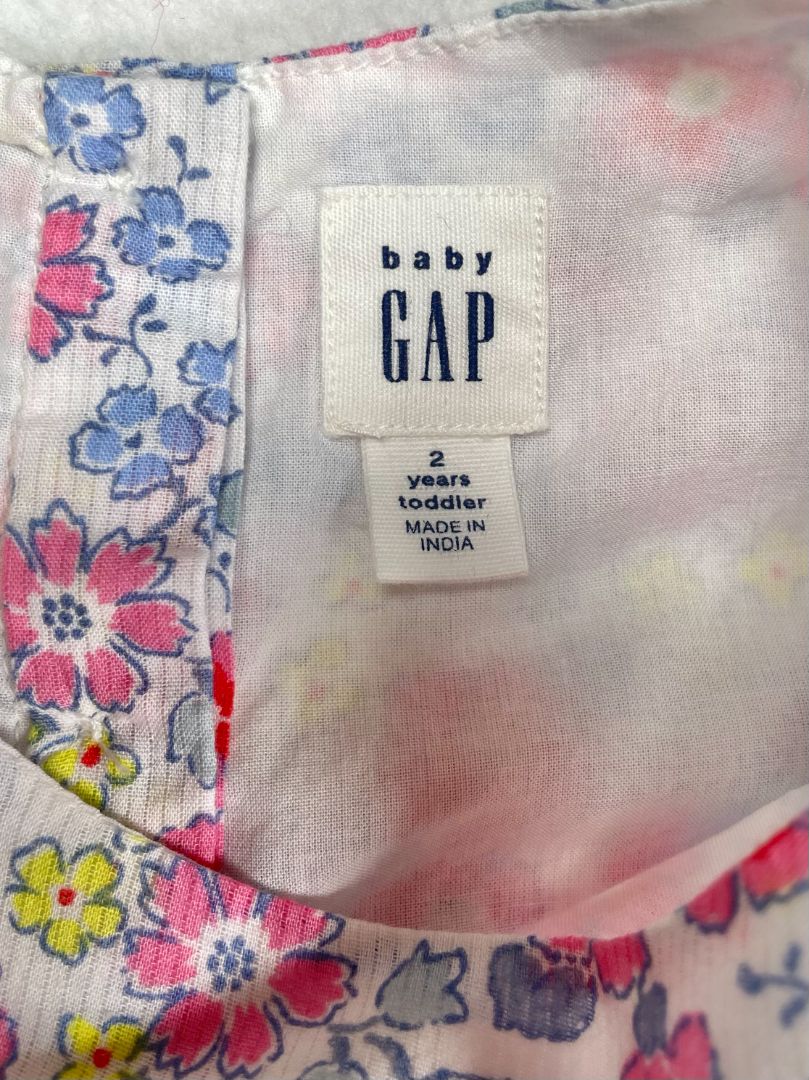 baby
GAP
2
years
toddler
MADE IN
INDIA